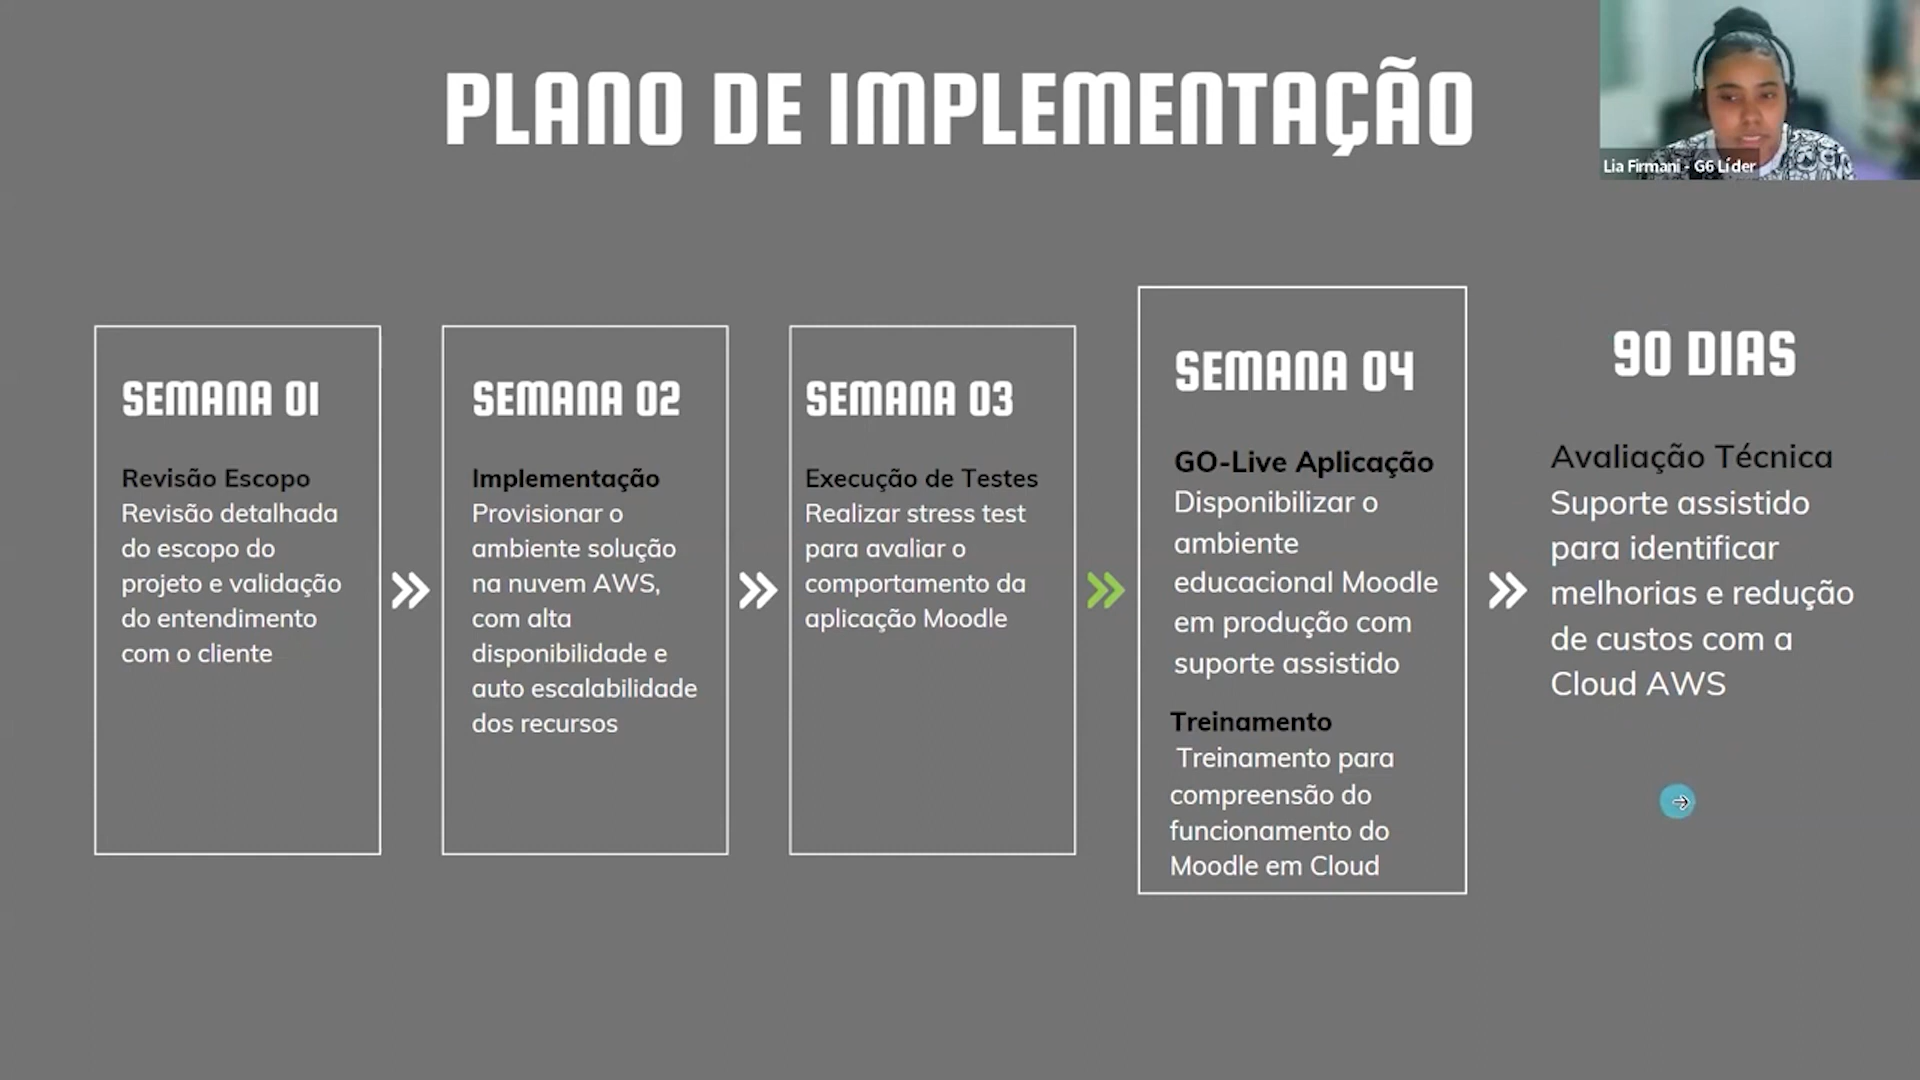 PLANO DE IMPLEMENTAÇÃO
Lia Firmani - G6 Líder
SEMANA 01
Revisão Escopo
Revisão detalhada
do escopo do
projeto e validação
do entendimento
com o cliente
SEMANA 02
Implementação
Provisionar o
ambiente solução
na nuvem AWS,
com alta
disponibilidade e
auto escalabilidade
dos recursos
SEMANA 03
Execução de Testes
Realizar stress test
para avaliar o
comportamento da
aplicação Moodle
SEMANA 04
GO-Live Aplicação
Disponibilizar o
ambiente
educacional Moodle
em produção com
suporte assistido
Treinamento
Treinamento para
compreensão do
funcionamento do
Moodle em Cloud
90 DIAS
Avaliação Técnica
Suporte assistido
para identificar
melhorias e redução
de custos com a
Cloud AWS